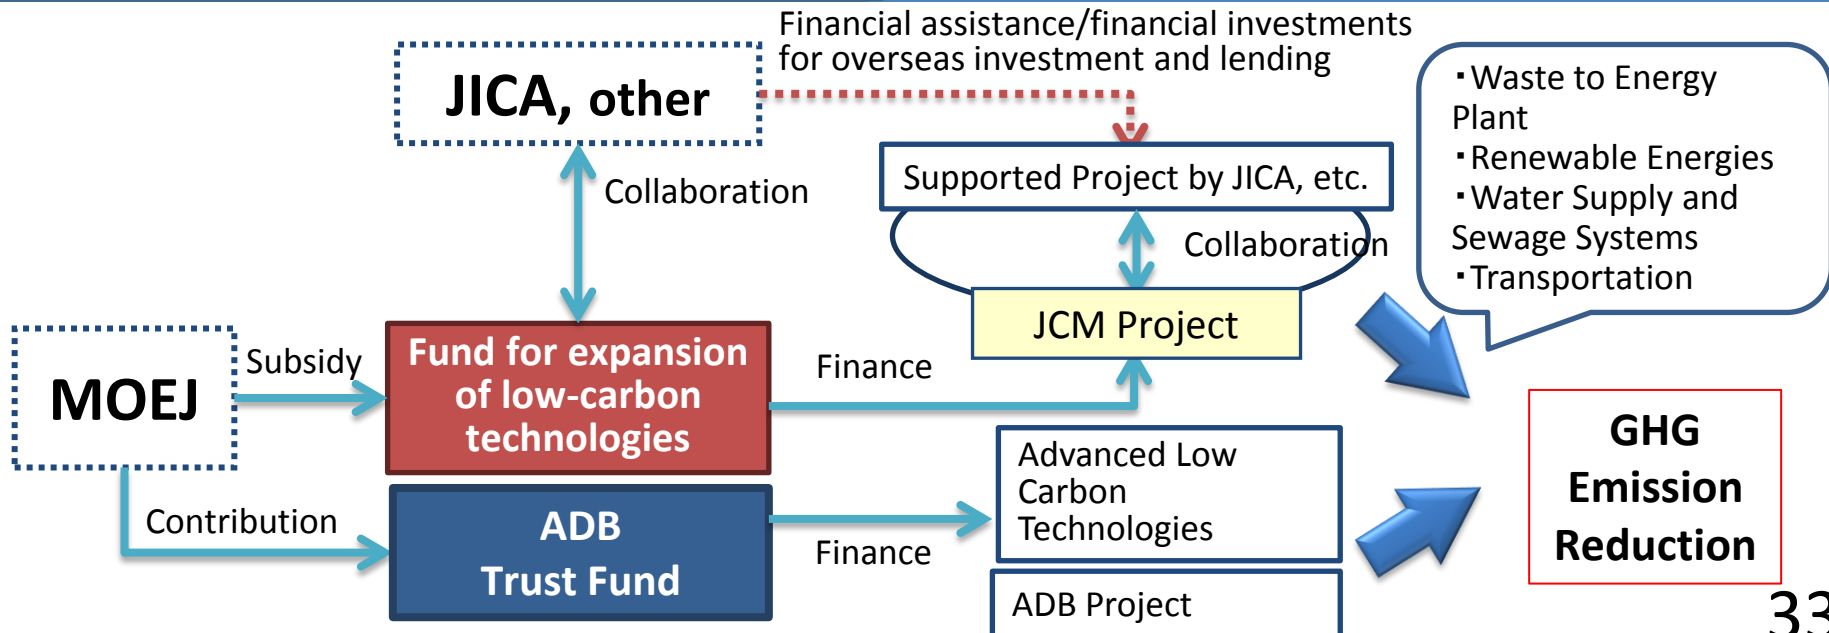 Financial assistance/financial investments
for overseas investment and lending
JICA, other
・Waste to Energy
Plant
・Renewable Energies
・Water Supply and
Sewage Systems
・Transportation
Supported Project by JICA, etc.
Collaboration
Collaboration
JCM Project
MOEJ
Subsidy
Fund for expansion
of low-carbon
technologies
Finance
GHG
Emission
Reduction
Advanced Low
Carbon
Technologies
Contribution
ADB
Trust Fund
Finance
ADB Project
33